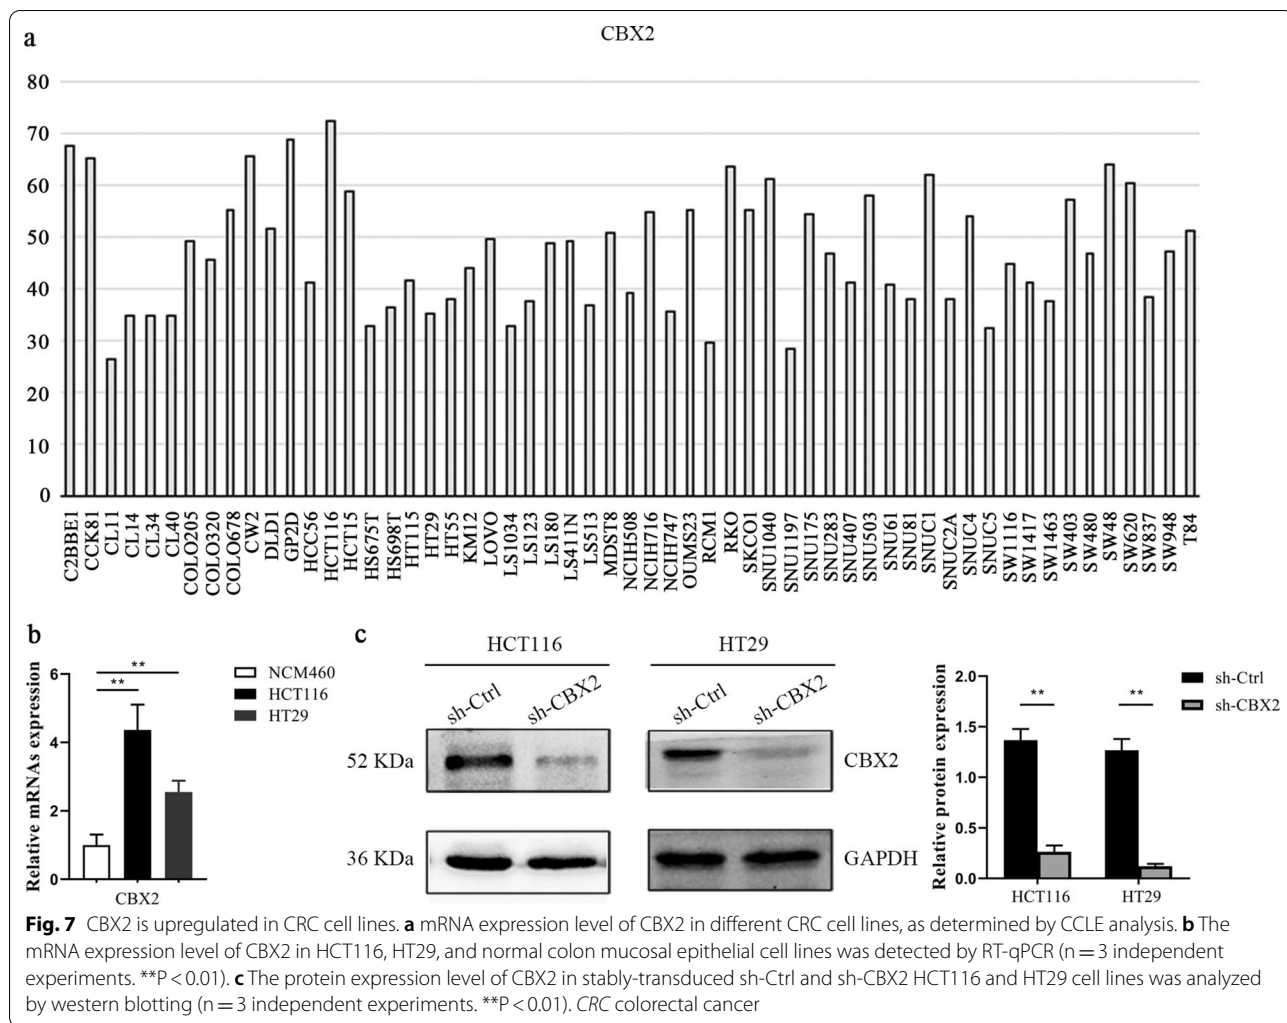 a
CBX2
80
70
60
50
40
30
20
10
0
C2BBE1
CCK81
CL11
CL14
CL34
CL40
COLO205
COLO320
COLO678
CW2
DLD1
GP2D
HCC56
HCT116
HCT15
HS675T
HS698T
HT115
HT29
HT55
KM12
LOVO
LS1034
LS123
LS180
LS411N
LS513
MDST8
NCIH508
NCIH716
NCIH747
OUMS23
RCM1
RKO
SKCO1
SNU1040
SNU1197
SNU175
SNU283
SNU407
SNU503
SNU61
SNU81
SNUC1
SNUC2A
SNUC4
SNUC5
SW1116
SW1417
SW1463
SW403
SW480
SW48
SW620
SW837
SW948
T84
b
Relative mRNAs expression
6
4
2
0
**
**
CBX2
NCM460
HCT116
HT29
c
HCT116
HT29
sh-Ctrl
sh-CBX2
sh-Ctrl
sh-CBX2
52 KDa
CBX2
36 KDa
GAPDH
Relative protein expression
2.0
1.5
1.0
0.5
0.0
**
**
HCT116
HT29
sh-Ctrl
sh-CBX2
Fig. 7 CBX2 is upregulated in CRC cell lines. a mRNA expression level of CBX2 in different CRC cell lines, as determined by CCLE analysis. b The
mRNA expression level of CBX2 in HCT116, HT29, and normal colon mucosal epithelial cell lines was detected by RT-qPCR (n = 3 independent
experiments. **P < 0.01). c The protein expression level of CBX2 in stably-transduced sh-Ctrl and sh-CBX2 HCT116 and HT29 cell lines was analyzed
by western blotting (n = 3 independent experiments. **P < 0.01). CRC colorectal cancer